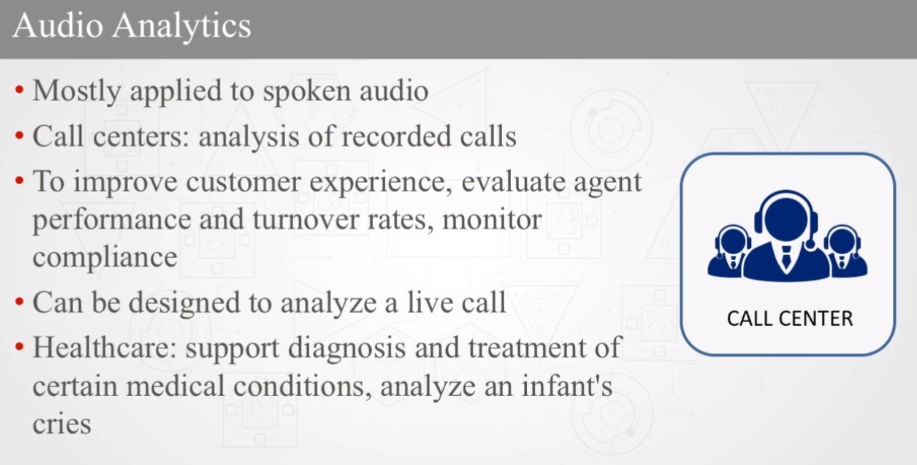 Audio Analytics
• Mostly applied to spoken audio
• Call centers: analysis of recorded calls
• To improve customer experience, evaluate agent
performance and turnover rates, monitor
compliance
• Can be designed to analyze a live call
• Healthcare: support diagnosis and treatment of
certain medical conditions, analyze an infant's
cries
CALL CENTER